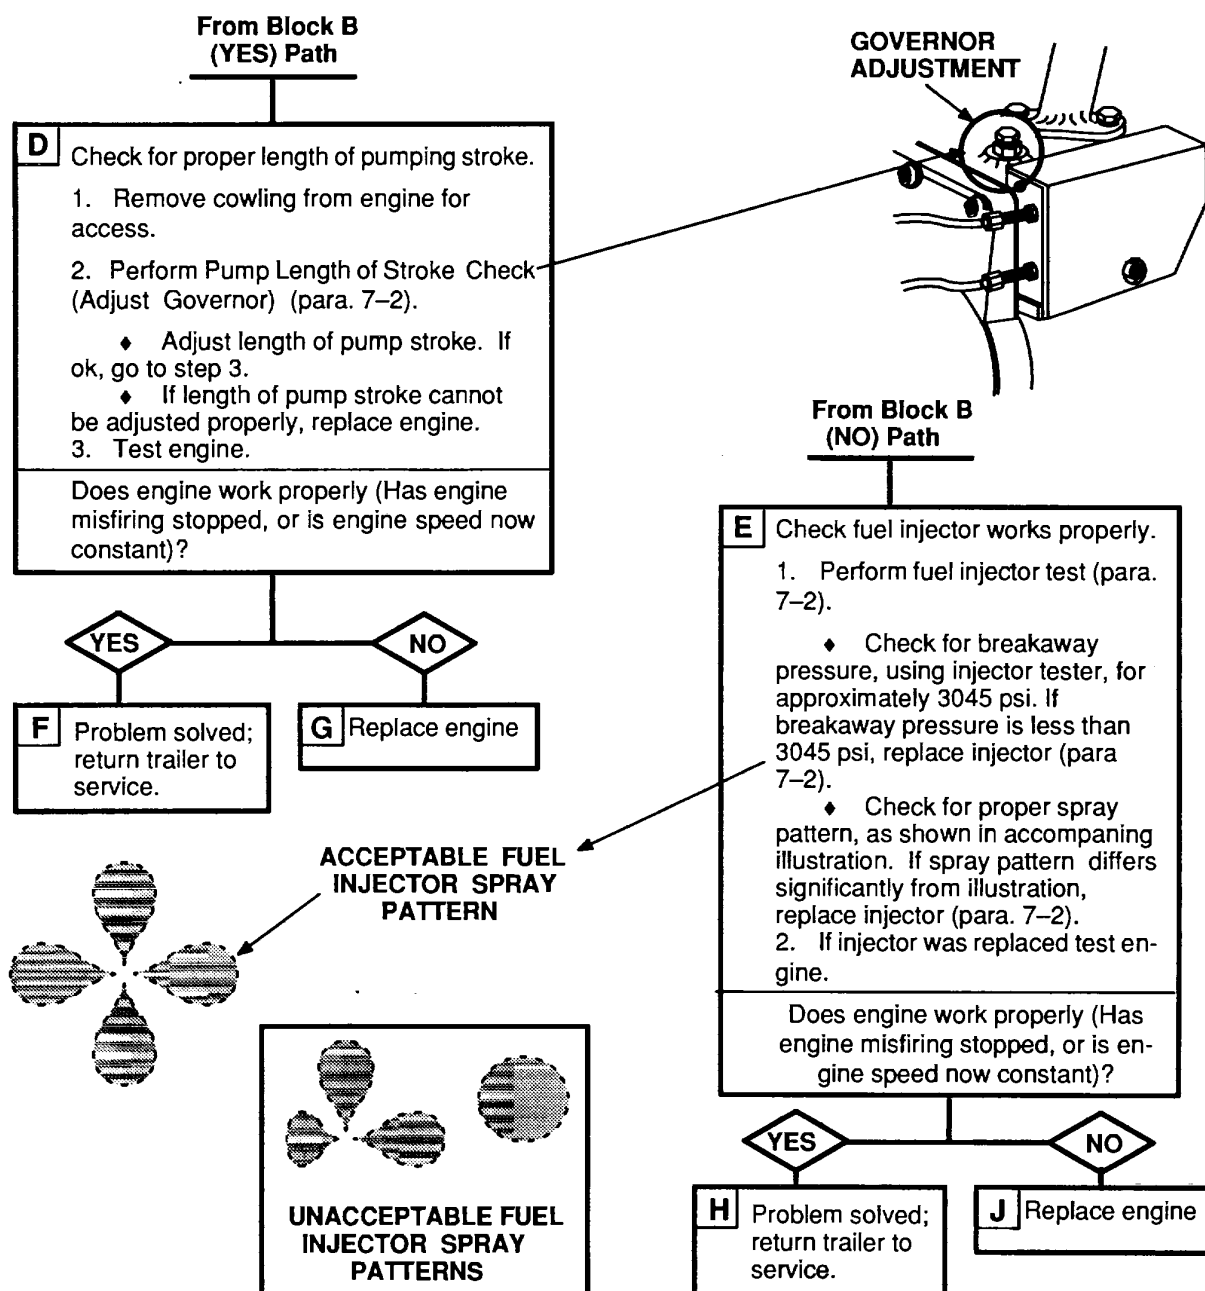 From Block B
(YES) Path
D
Check for proper length of pumping stroke.
1. Remove cowling from engine for
access.
2. Perform Pump Length of Stroke Check
(Adjust Governor) (para. 7–2).
♦ Adjust length of pump stroke. If
ok, go to step 3.
♦ If length of pump stroke cannot
be adjusted properly, replace engine.
3. Test engine.
Does engine work properly (Has engine
misfiring stopped, or is engine speed now
constant)?
YES
NO
F
Problem solved;
return trailer to
service.
G
Replace engine
GOVERNOR
ADJUSTMENT
From Block B
(NO) Path
E
Check fuel injector works properly.
1. Perform fuel injector test (para.
7–2).
♦ Check for breakaway
pressure, using injector tester, for
approximately 3045 psi. If
breakaway pressure is less than
3045 psi, replace injector (para
7–2).
♦ Check for proper spray
pattern, as shown in accompaning
illustration. If spray pattern differs
significantly from illustration,
replace injector (para. 7–2).
2. If injector was replaced test en-
gine.
Does engine work properly (Has
engine misfiring stopped, or is en-
gine speed now constant)?
YES
NO
H
Problem solved;
return trailer to
service.
J
Replace engine
ACCEPTABLE FUEL
INJECTOR SPRAY
PATTERN
UNACCEPTABLE FUEL
INJECTOR SPRAY
PATTERNS